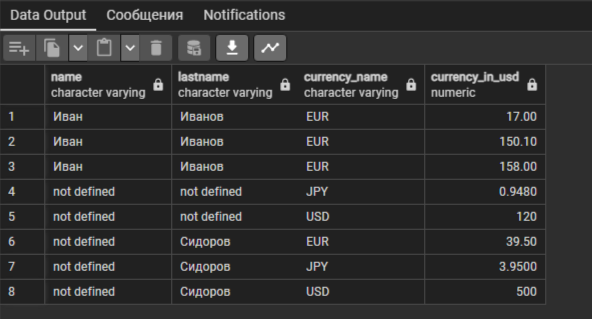 Data Output Сообщения Notifications
name lastname currency_name currency_in_usd
character varying character varying character varying numeric
1 Иван Иванов EUR 17.00
2 Иван Иванов EUR 150.10
3 Иван Иванов EUR 158.00
4 not defined not defined JPY 0.9480
5 not defined not defined USD 120
6 not defined Сидоров EUR 39.50
7 not defined Сидоров JPY 3.9500
8 not defined Сидоров USD 500